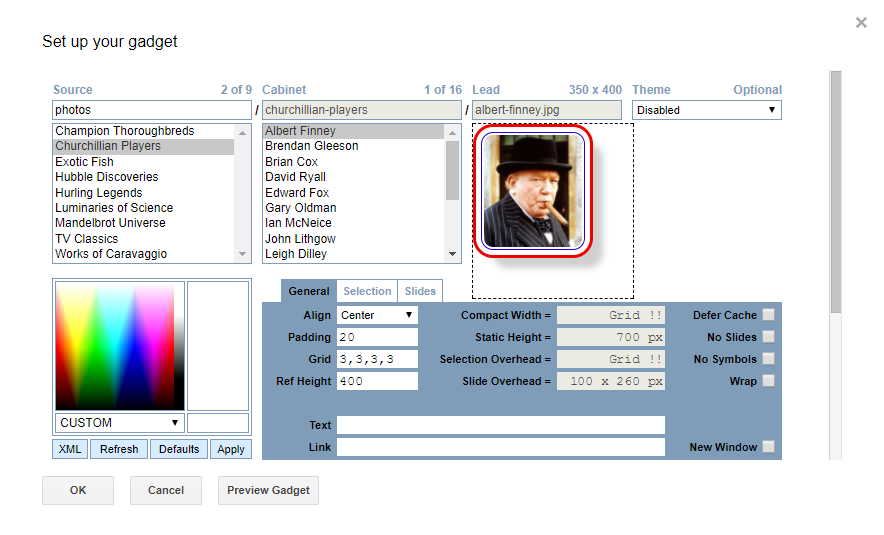 ×
Set up your gadget
Source 2 of 9 Cabinet 1 of 16 Lead 350 x 400 Theme Optional
photos / churchillian-players / albert-finney.jpg Disabled
Champion Thoroughbreds Albert Finney
Churchillian Players Brendan Gleeson
Exotic Fish Brian Cox
Hubble Discoveries David Ryall
Hurling Legends Edward Fox
Luminaries of Science Gary Oldman
Mandelbrot Universe Ian McNeice
TV Classics John Lithgow
Works of Caravaggio Leigh Dilley
General Selection Slides
Align Center Compact Width = Grid !! Defer Cache
Padding 20 Static Height = 700 px No Slides
Grid 3,3,3,3 Selection Overhead = Grid !! No Symbols
Ref Height 400 Slide Overhead = 100 x 260 px Wrap
CUSTOM Text
XML Refresh Defaults Apply Link New Window
OK Cancel Preview Gadget